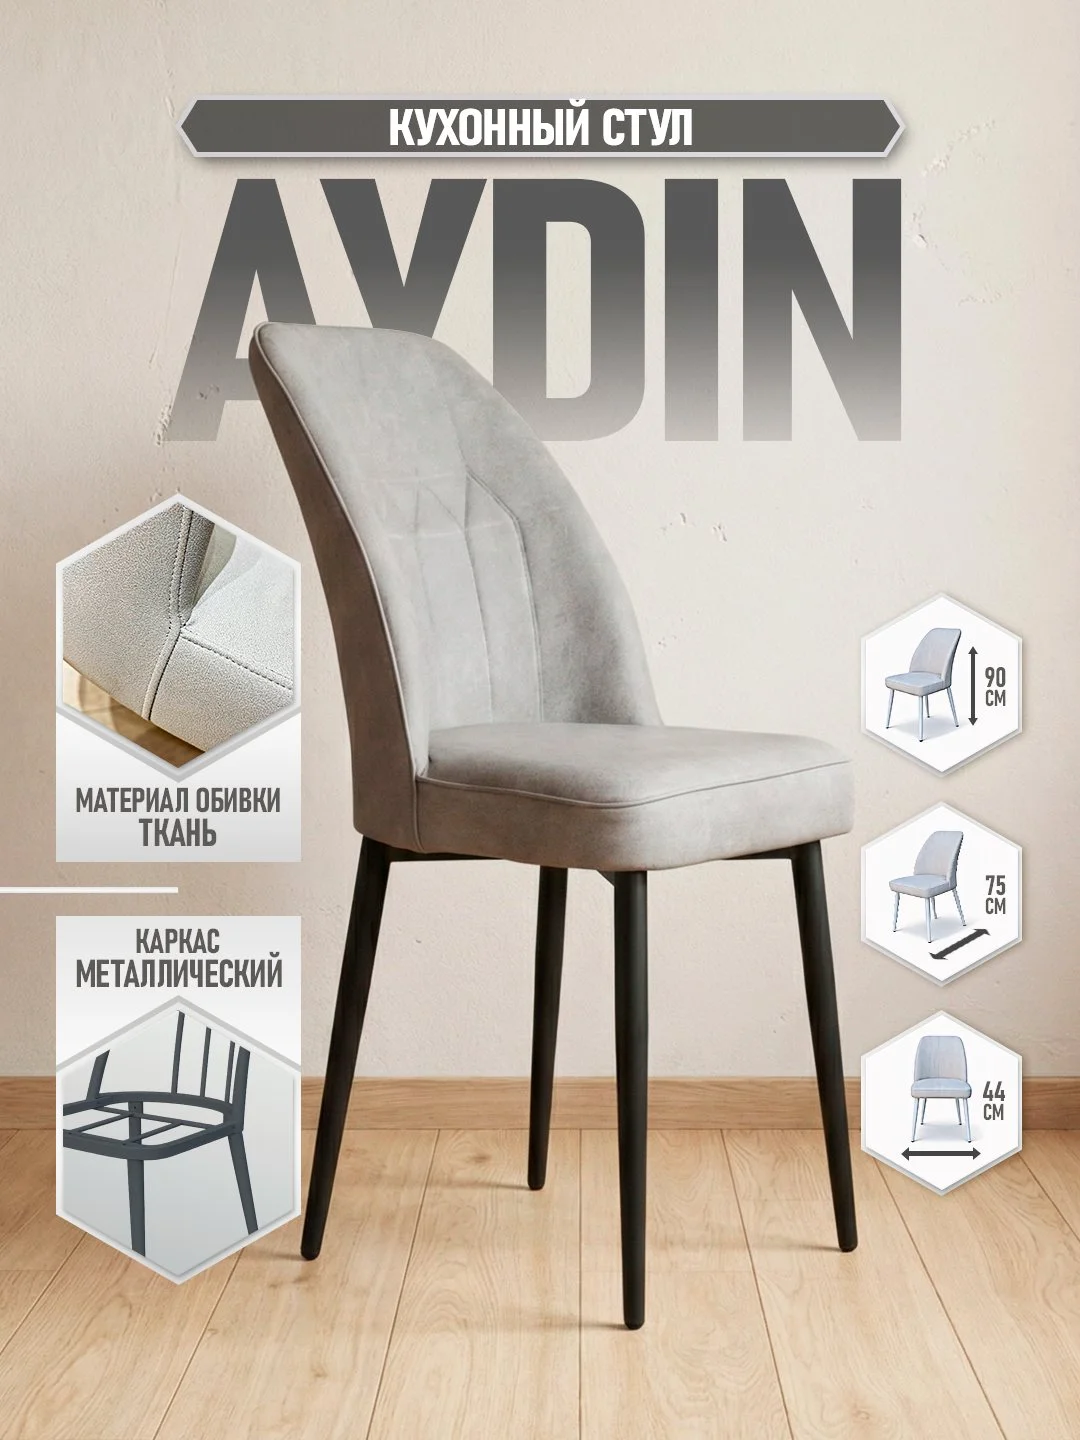 КУХОННЫЙ СТУЛ
AYDIN
МАТЕРИАЛ ОБИВКИ
ТКАНЬ
КАРКАС
МЕТАЛЛИЧЕСКИЙ
90
СМ
75
СМ
44
СМ